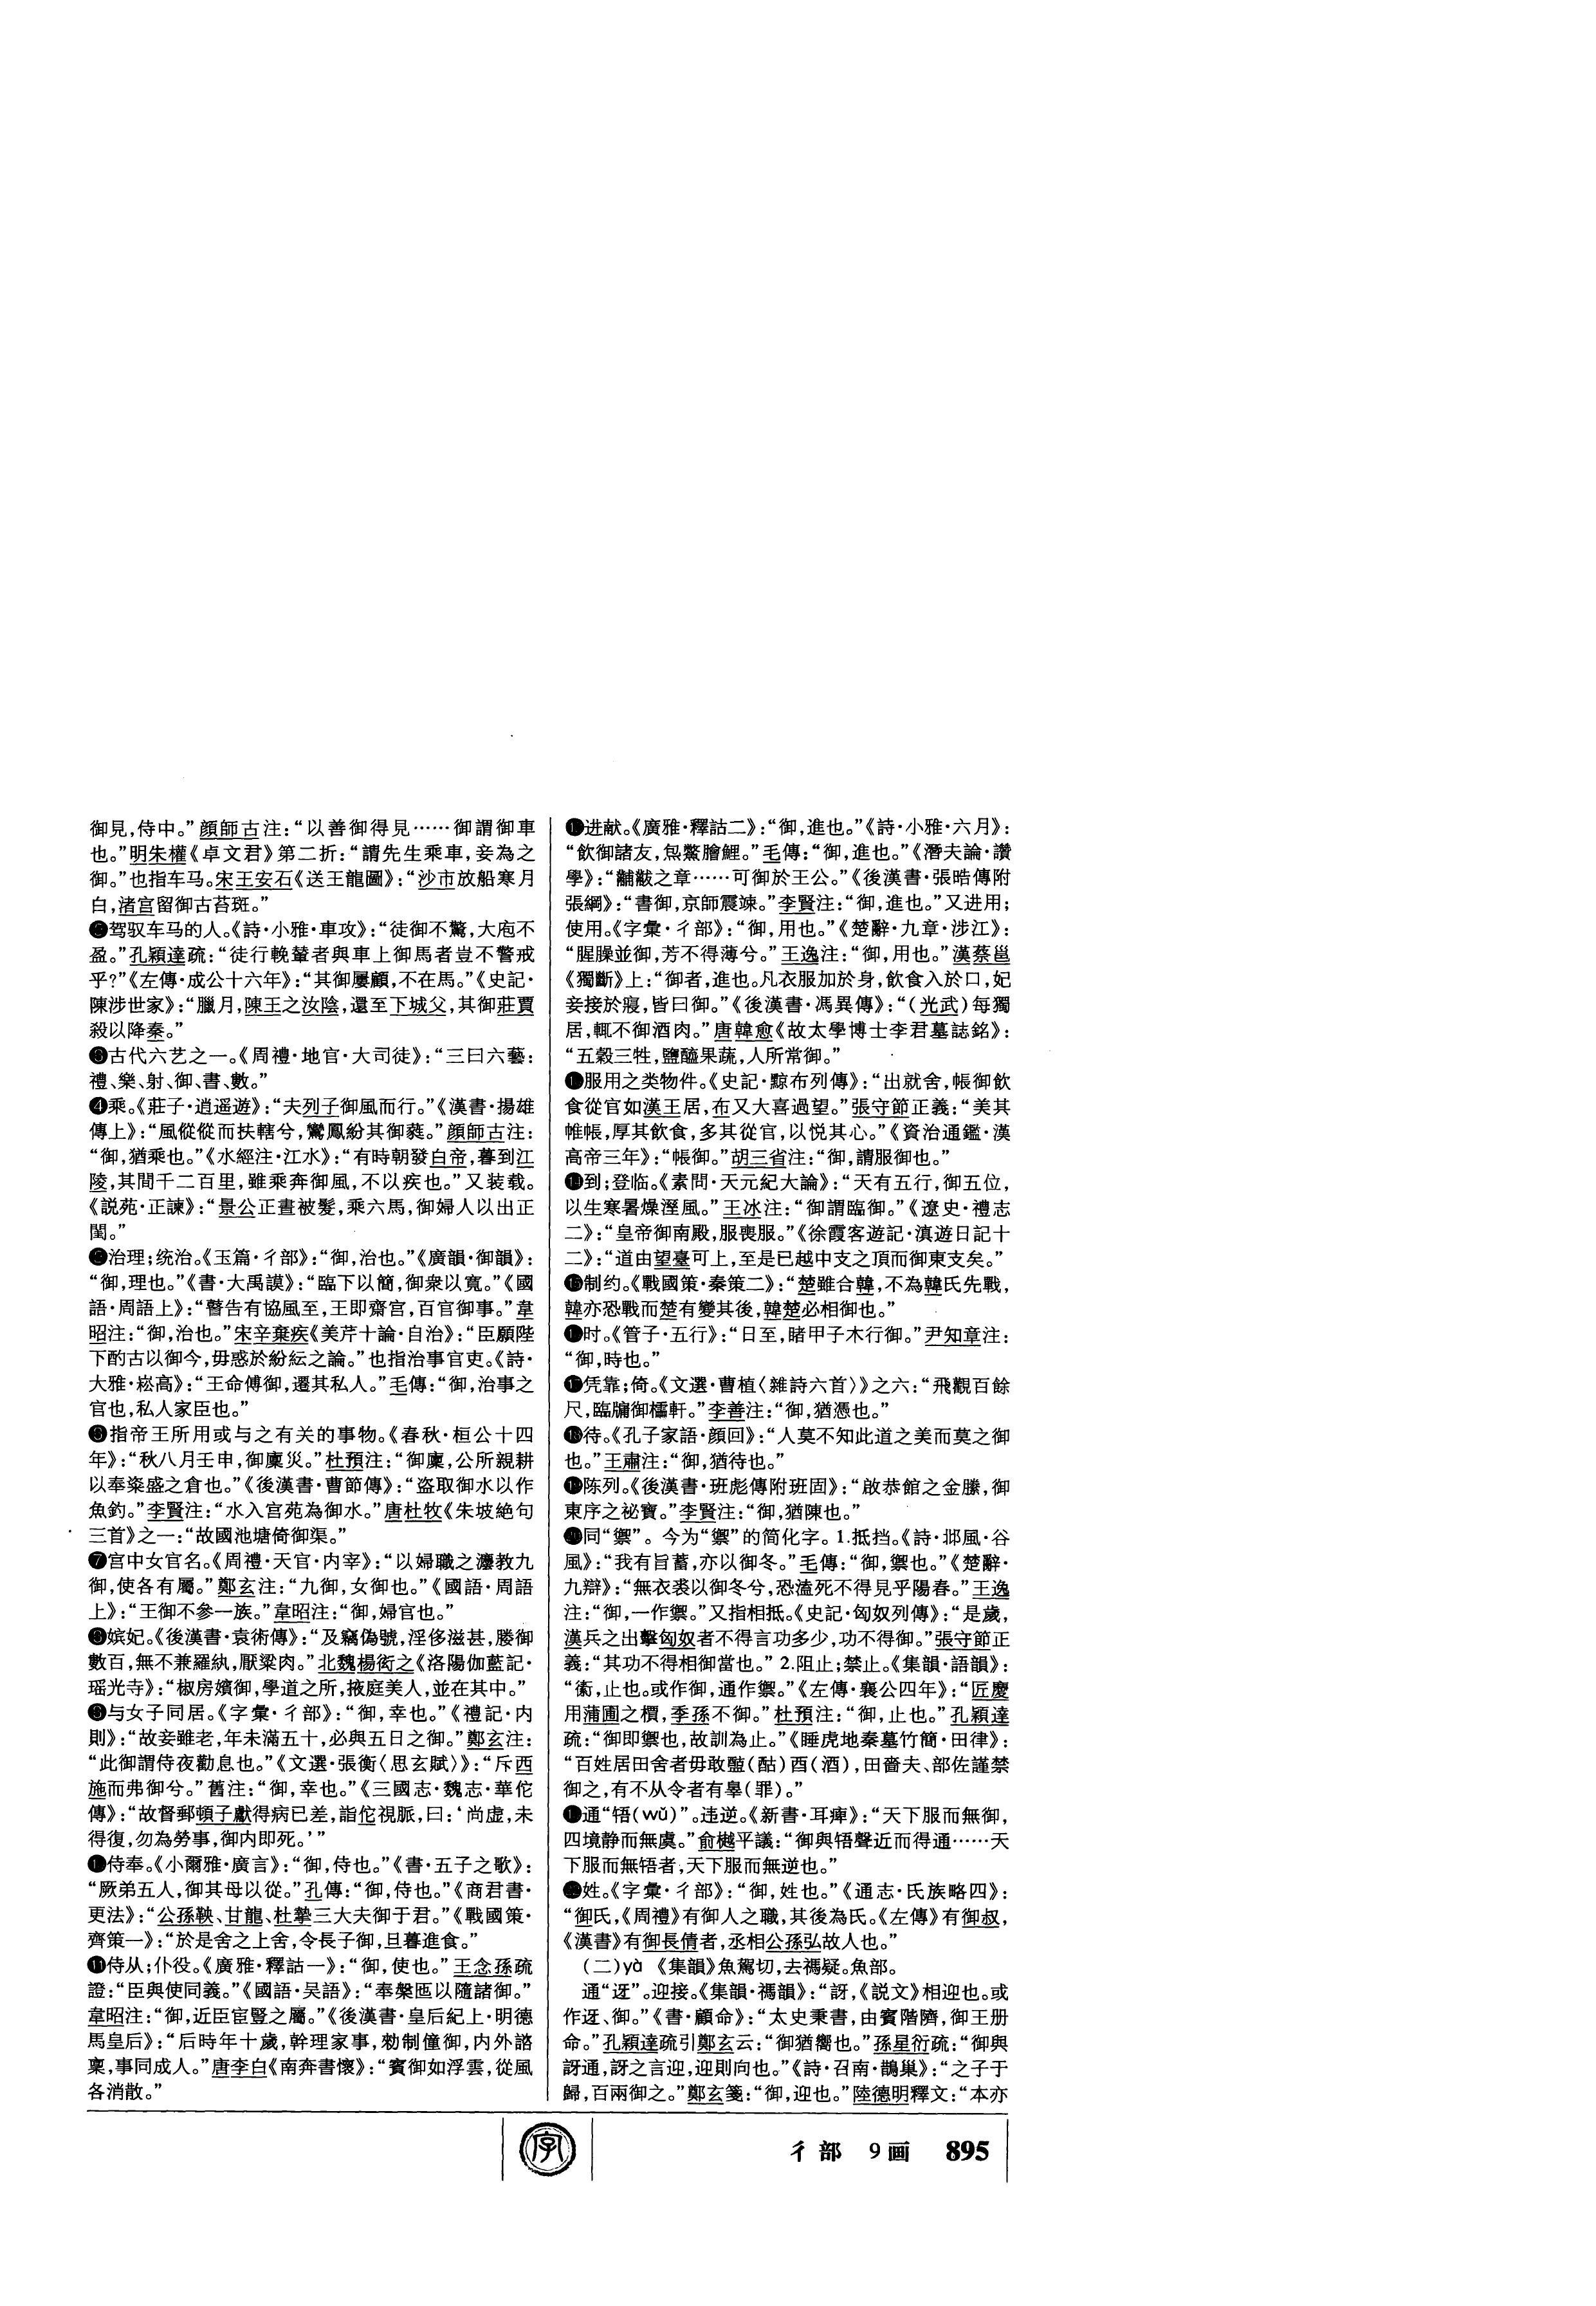 御見,侍中。”顔師古注:“以善御得見……御謂御車
也。”明朱權《卓文君》第二折:“謂先生乘車,妾為之
御。”也指车马。宋王安石《送王龍圖》:“沙市放船寒月
白,渚宫留御古苔斑。”
❷驾驭车马的人。《詩·小雅·車攻》:“徒御不驚,大庖不
盈。”孔穎達疏:“徒行輓輦者與車上御馬者豈不警戒
乎?”《左傳·成公十六年》:“其御屢顧,不在馬。”《史記·
陳涉世家》:“臘月,陳王之汝陰,還至下城父,其御莊賈
殺以降秦。”
❸古代六艺之一。《周禮·地官·大司徒》:“三曰六藝:
禮、樂、射、御、書、數。”
❹乘。《莊子·逍遥遊》:“夫列子御風而行。”《漢書·揚雄
傳上》:“風傱傱而扶轄兮,鸞鳳紛其御蕤。”顔師古注:
“御,猶乘也。”《水經注·江水》:“有時朝發白帝,暮到江
陵,其間千二百里,雖乘奔御風,不以疾也。”又装载。
《説苑·正諫》:“景公正晝被髮,乘六馬,御婦人以出正
閨。”
❺治理;统治。《玉篇·彳部》:“御,治也。”《廣韻·御韻》:
“御,理也。”《書·大禹謨》:“臨下以簡,御衆以寬。”《國
語·周語上》:“瞽告有協風至,王即齋宫,百官御事。”韋
昭注:“御,治也。”宋辛棄疾《美芹十論·自治》:“臣願陛
下酌古以御今,毋惑於紛紜之論。”也指治事官吏。《詩·
大雅·崧高》:“王命傅御,遷其私人。”毛傳:“御,治事之
官也,私人家臣也。”
❻指帝王所用或与之有关的事物。《春秋·桓公十四
年》:“秋八月壬申,御廩災。”杜預注:“御廩,公所親耕
以奉粢盛之倉也。”《後漢書·曹節傳》:“盗取御水以作
魚釣。”李賢注:“水入宫苑為御水。”唐杜牧《朱坡絶句
三首》之一:“故國池塘倚御渠。”
❼宫中女官名。《周禮·天官·内宰》:“以婦職之灋教九
御,使各有屬。”鄭玄注:“九御,女御也。”《國語·周語
上》:“王御不參一族。”韋昭注:“御,婦官也。”
❽嫔妃。《後漢書·袁術傳》:“及竊偽號,淫侈滋甚,媵御
數百,無不兼羅紈,厭粱肉。”北魏楊衒之《洛陽伽藍記·
瑶光寺》:“椒房嬪御,學道之所,掖庭美人,並在其中。”
❾与女子同居。《字彙·彳部》:“御,幸也。”《禮記·内
則》:“故妾雖老,年未滿五十,必與五日之御。”鄭玄注:
“此御謂侍夜勸息也。”《文選·張衡〈思玄賦〉》:“斥西
施而弗御兮。”舊注:“御,幸也。”《三國志·魏志·華佗
傳》:“故督郵頓子獻得病已差,詣佗視脈,曰:‘尚虚,未
得復,勿為勞事,御内即死。’”
❿侍奉。《小爾雅·廣言》:“御,侍也。”《書·五子之歌》:
“厥弟五人,御其母以從。”孔傳:“御,侍也。”《商君書·
更法》:“公孫鞅、甘龍、杜摯三大夫御于君。”《戰國策·
齊策一》:“於是舍之上舍,令長子御,旦暮進食。”
⓫侍从;仆役。《廣雅·釋詁一》:“御,使也。”王念孫疏
證:“臣與使同義。”《國語·吴語》:“奉槃匜以隨諸御。”
韋昭注:“御,近臣宦豎之屬。”《後漢書·皇后紀上·明德
馬皇后》:“后時年十歲,幹理家事,勑制僮御,内外諮
稟,事同成人。”唐李白《南奔書懷》:“賓御如浮雲,從風
各消散。”
⓬进献。《廣雅·釋詁二》:“御,進也。”《詩·小雅·六月》:
“飲御諸友,炰鱉膾鯉。”毛傳:“御,進也。”《潛夫論·讚
學》:“黼黻之章……可御於王公。”《後漢書·張晧傳附
張綱》:“書御,京師震竦。”李賢注:“御,進也。”又进用;
使用。《字彙·彳部》:“御,用也。”《楚辭·九章·涉江》:
“腥臊並御,芳不得薄兮。”王逸注:“御,用也。”漢蔡邕
《獨斷》上:“御者,進也。凡衣服加於身,飲食入於口,妃
妾接於寢,皆曰御。”《後漢書·馮異傳》:“(光武)每獨
居,輒不御酒肉。”唐韓愈《故太學博士李君墓誌銘》:
“五穀三牲,鹽醯果蔬,人所常御。”
⓭服用之类物件。《史記·黥布列傳》:“出就舍,帳御飲
食從官如漢王居,布又大喜過望。”張守節正義:“美其
帷帳,厚其飲食,多其從官,以悦其心。”《資治通鑑·漢
高帝三年》:“帳御。”胡三省注:“御,謂服御也。”
⓮到;登临。《素問·天元紀大論》:“天有五行,御五位,
以生寒暑燥溼風。”王冰注:“御謂臨御。”《遼史·禮志
二》:“皇帝御南殿,服喪服。”《徐霞客遊記·滇遊日記十
二》:“道由望臺可上,至是已越中支之頂而御東支矣。”
⓯制约。《戰國策·秦策二》:“楚雖合韓,不為韓氏先戰,
韓亦恐戰而楚有變其後,韓楚必相御也。”
⓰时。《管子·五行》:“日至,睹甲子木行御。”尹知章注:
“御,時也。”
⓱凭靠;倚。《文選·曹植〈雜詩六首〉》之六:“飛觀百餘
尺,臨牖御櫺軒。”李善注:“御,猶憑也。”
⓲待。《孔子家語·顔回》:“人莫不知此道之美而莫之御
也。”王肅注:“御,猶待也。”
⓳陈列。《後漢書·班彪傳附班固》:“啟恭館之金縢,御
東序之祕寶。”李賢注:“御,猶陳也。”
⓴同“禦”。今为“禦”的简化字。1.抵挡。《詩·邶風·谷
風》:“我有旨蓄,亦以御冬。”毛傳:“御,禦也。”《楚辭·
九辯》:“無衣裘以御冬兮,恐溘死不得見乎陽春。”王逸
注:“御,一作禦。”又指相抵。《史記·匈奴列傳》:“是歲,
漢兵之出擊匈奴者不得言功多少,功不得御。”張守節正
義:“其功不得相御當也。” 2.阻止;禁止。《集韻·語韻》:
“衘,止也。或作御,通作禦。”《左傳·襄公四年》:“匠慶
用蒲圃之檟,季孫不御。”杜預注:“御,止也。”孔穎達
疏:“御即禦也,故訓為止。”《睡虎地秦墓竹簡·田律》:
“百姓居田舍者毋敢醢(酤)酉(酒),田嗇夫、部佐謹禁
御之,有不从令者有辠(罪)。”
㉑通“啎(wǔ)”。违逆。《新書·耳痺》:“天下服而無御,
四境静而無虞。”俞樾平議:“御與啎聲近而得通……天
下服而無啎者,天下服而無逆也。”
㉒姓。《字彙·彳部》:“御,姓也。”《通志·氏族略四》:
“御氏,《周禮》有御人之職,其後為氏。《左傳》有御叔,
《漢書》有御長倩者,丞相公孫弘故人也。”
(二)yà 《集韻》魚駕切,去禡疑。魚部。
通“迓”。迎接。《集韻·禡韻》:“訝,《説文》相迎也。或
作迓、御。”《書·顧命》:“太史秉書,由賓階隮,御王册
命。”孔穎達疏引鄭玄云:“御猶嚮也。”孫星衍疏:“御與
訝通,訝之言迎,迎則向也。”《詩·召南·鵲巢》:“之子于
歸,百兩御之。”鄭玄箋:“御,迎也。”陸德明釋文:“本亦
字
彳部 9画 895